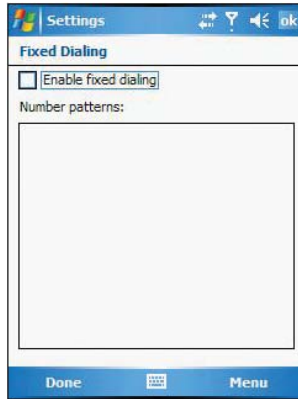 Settings
ok
Fixed Dialing
Enable fixed dialing
Number patterns:
Done
Menu